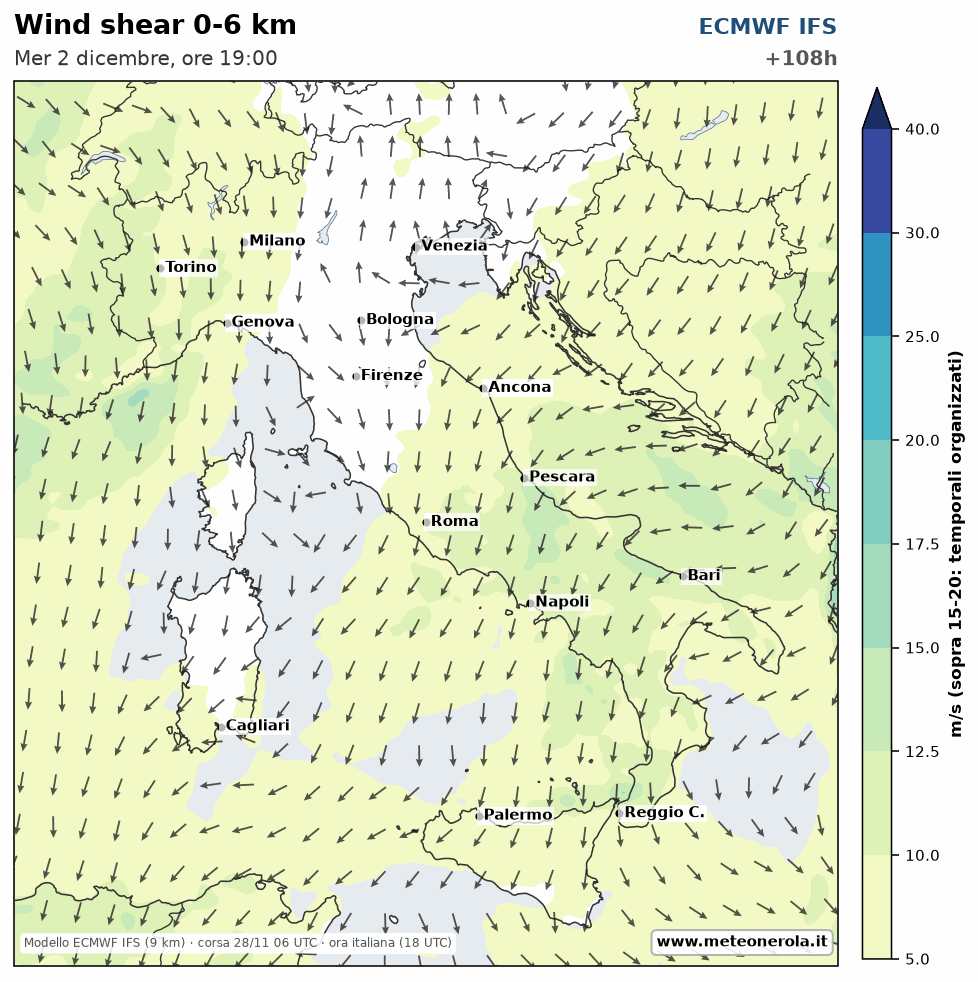 Wind shear 0-6 km
ECMWF IFS
Mer 2 dicembre, ore 19:00
+108h
40.0
30.0
25.0
20.0
17.5
15.0
12.5
10.0
5.0
m/s (sopra 15-20: temporali organizzati)
Milano
Venezia
Torino
Genova
Bologna
Firenze
Ancona
Pescara
Roma
Bari
Napoli
Cagliari
Palermo
Reggio C.
Modello ECMWF IFS (9 km) · corsa 28/11 06 UTC · ora italiana (18 UTC)
www.meteonerola.it